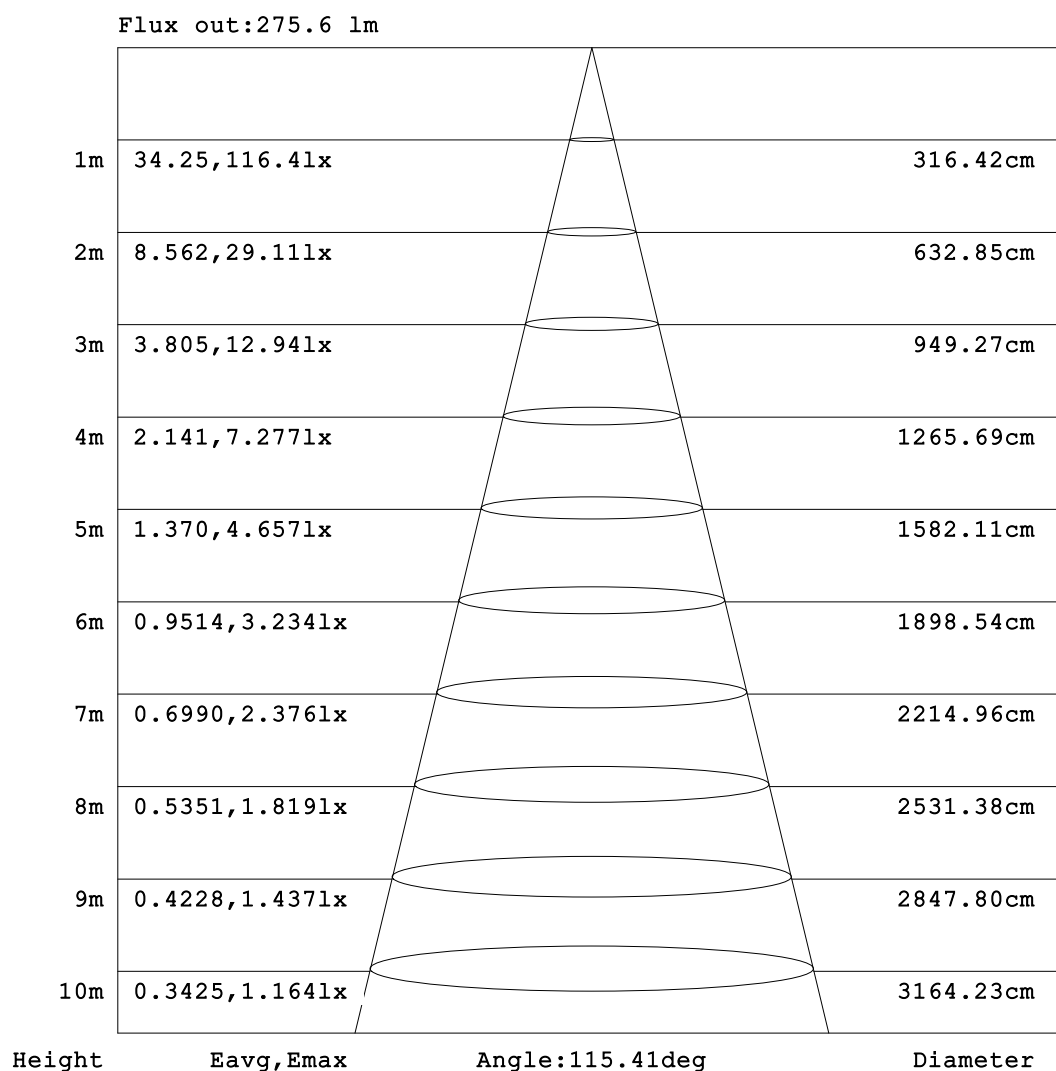 Flux out:275.6 lm
1m 34.25,116.4lx 316.42cm
2m 8.562,29.11lx 632.85cm
3m 3.805,12.94lx 949.27cm
4m 2.141,7.277lx 1265.69cm
5m 1.370,4.657lx 1582.11cm
6m 0.9514,3.234lx 1898.54cm
7m 0.6990,2.376lx 2214.96cm
8m 0.5351,1.819lx 2531.38cm
9m 0.4228,1.437lx 2847.80cm
10m 0.3425,1.164lx 3164.23cm
Height Eavg,Emax Angle:115.41deg Diameter